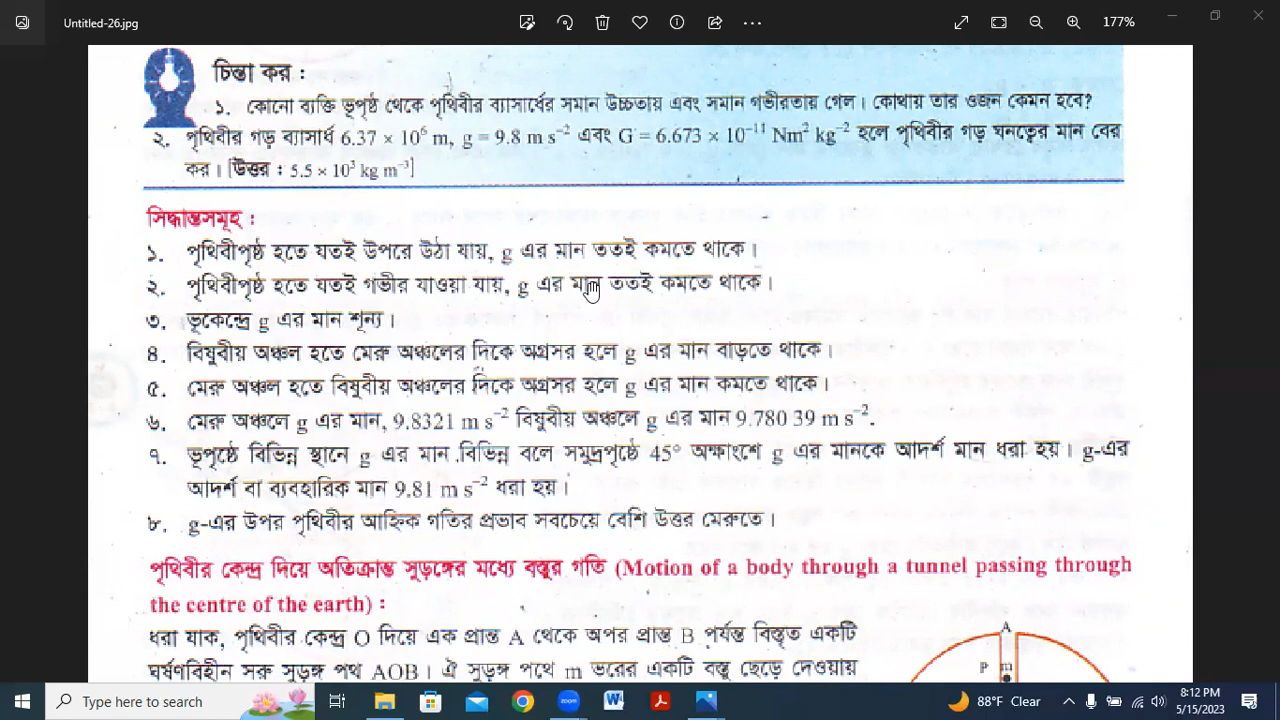 Untitled-26.jpg
177%
চিন্তা কর :
১. কোনো ব্যক্তি ভূপৃষ্ঠ থেকে পৃথিবীর ব্যাসার্ধের সমান উচ্চতায় এবং সমান গভীরতায় গেল। কোথায় তার ওজন কেমন হবে?
২. পৃথিবীর গড় ব্যাসার্ধ 6.37 × 10⁶ m, g = 9.8 m s⁻² এবং G = 6.673 × 10⁻¹¹ Nm² kg⁻² হলে পৃথিবীর গড় ঘনত্বের মান বের
কর। [উত্তর : 5.5 × 10³ kg m⁻³]
সিদ্ধান্তসমূহ :
১. পৃথিবীপৃষ্ঠ হতে যতই উপরে উঠা যায়, g এর মান ততই কমতে থাকে।
২. পৃথিবীপৃষ্ঠ হতে যতই গভীর যাওয়া যায়, g এর মান ততই কমতে থাকে।
৩. ভূকেন্দ্রে g এর মান শূন্য।
৪. বিষুবীয় অঞ্চল হতে মেরু অঞ্চলের দিকে অগ্রসর হলে g এর মান বাড়তে থাকে।
৫. মেরু অঞ্চল হতে বিষুবীয় অঞ্চলের দিকে অগ্রসর হলে g এর মান কমতে থাকে।
৬. মেরু অঞ্চলে g এর মান, 9.8321 m s⁻² বিষুবীয় অঞ্চলে g এর মান 9.780 39 m s⁻².
৭. ভূপৃষ্ঠে বিভিন্ন স্থানে g এর মান বিভিন্ন বলে সমুদ্রপৃষ্ঠে 45° অক্ষাংশে g এর মানকে আদর্শ মান ধরা হয়। g-এর
আদর্শ বা ব্যবহারিক মান 9.81 m s⁻² ধরা হয়।
৮. g-এর উপর পৃথিবীর আহ্নিক গতির প্রভাব সবচেয়ে বেশি উত্তর মেরুতে।
পৃথিবীর কেন্দ্র দিয়ে অতিক্রান্ত সুড়ঙ্গের মধ্যে বস্তুর গতি (Motion of a body through a tunnel passing through
the centre of the earth) :
ধরা যাক, পৃথিবীর কেন্দ্র O দিয়ে এক প্রান্ত A থেকে অপর প্রান্ত B পর্যন্ত বিস্তৃত একটি
ঘর্ষণবিহীন সরু সুড়ঙ্গ পথ AOB। ঐ সুড়ঙ্গ পথে m ভরের একটি বস্তু ছেড়ে দেওয়ায়
A
P m
Type here to search
zoom
88°F Clear
8:12 PM
5/15/2023